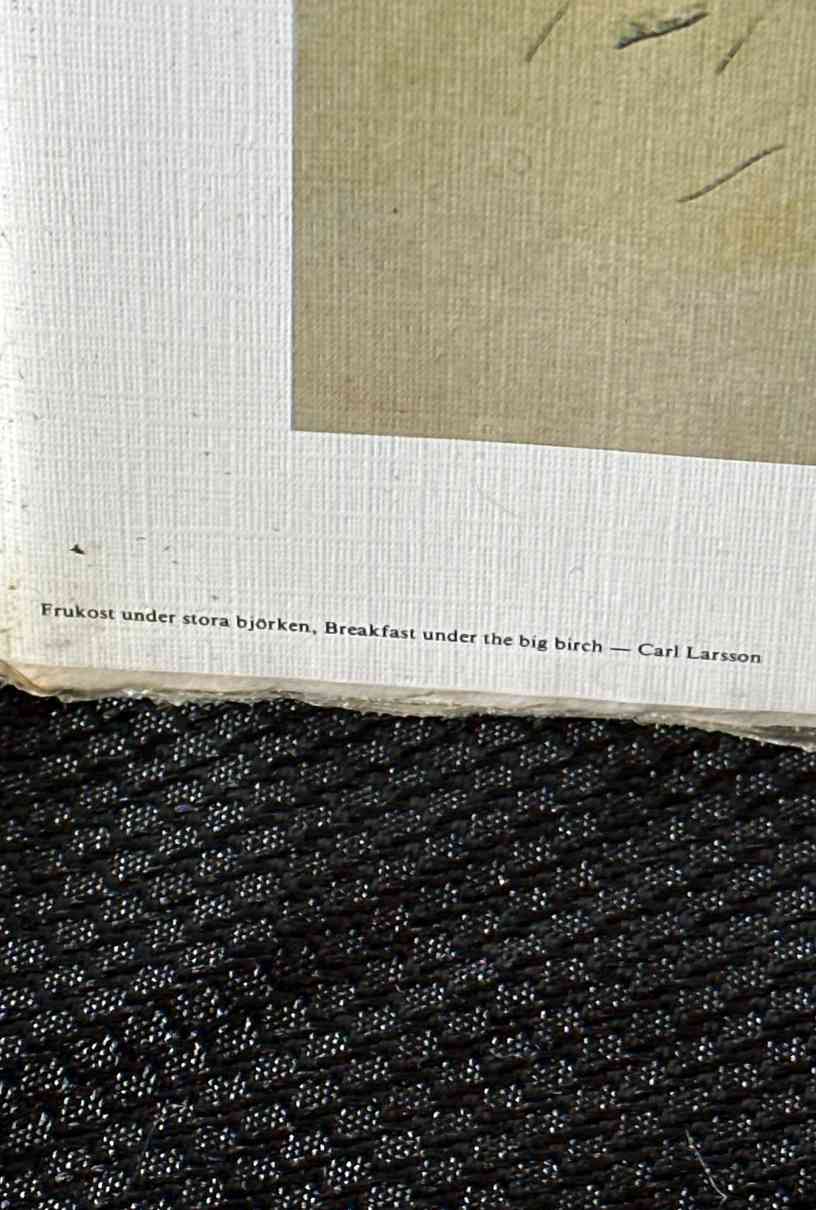 Frukost under stora björken, Breakfast under the big birch — Carl Larsson